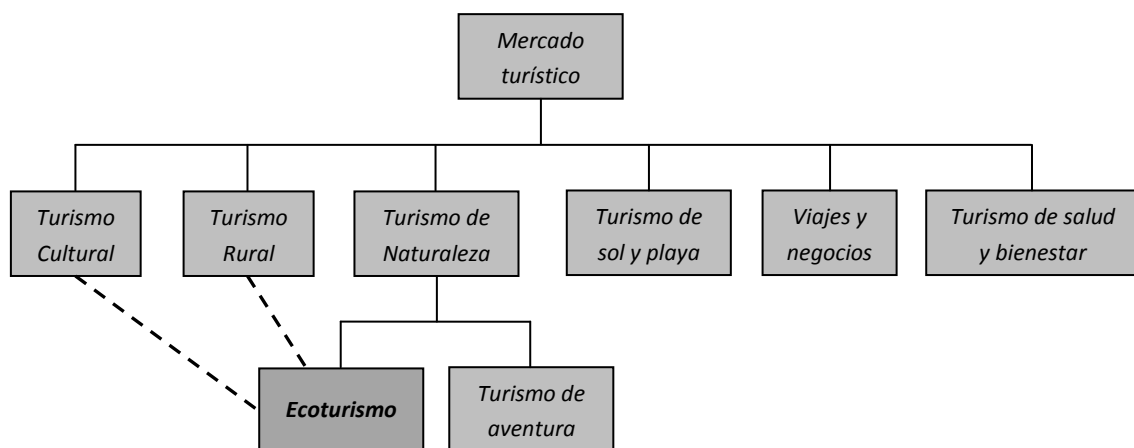 Mercado
turístico
Turismo
Cultural
Turismo
Rural
Turismo de
Naturaleza
Turismo de
sol y playa
Viajes y
negocios
Turismo de salud
y bienestar
Ecoturismo
Turismo de
aventura